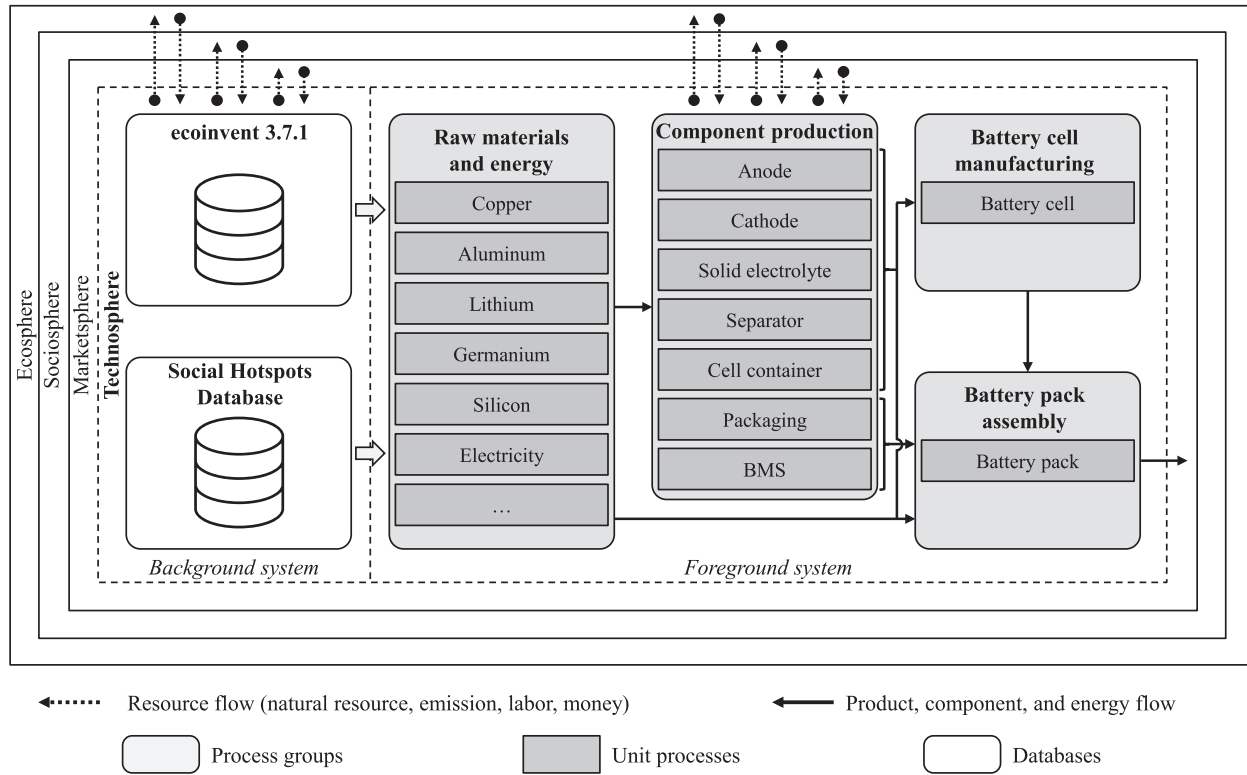 Ecosphere
Sociosphere
Marketsphere
Technosphere
ecoinvent 3.7.1
Social Hotspots
Database
Background system
Raw materials
and energy
Copper
Aluminum
Lithium
Germanium
Silicon
Electricity
...
Component production
Anode
Cathode
Solid electrolyte
Separator
Cell container
Packaging
BMS
Battery cell
manufacturing
Battery cell
Battery pack
assembly
Battery pack
Foreground system
Resource flow (natural resource, emission, labor, money)
Product, component, and energy flow
Process groups
Unit processes
Databases